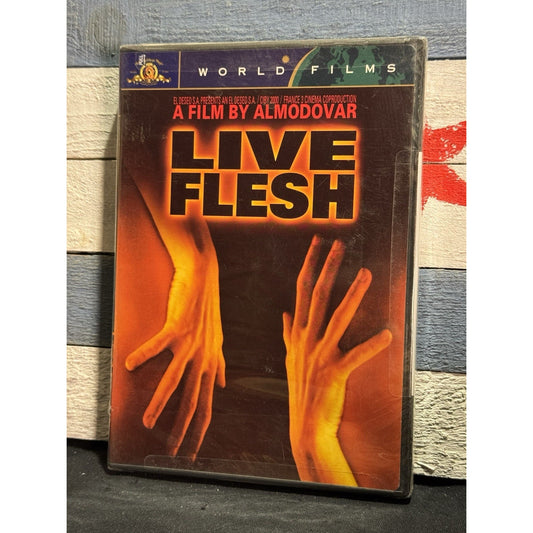 WORLD FILMS
EL DESEO S.A. PRESENTS AN EL DESEO S.A. / CIBY 2000 / FRANCE 3 CINEMA COPRODUCTION
A FILM BY ALMODOVAR
LIVE
FLESH